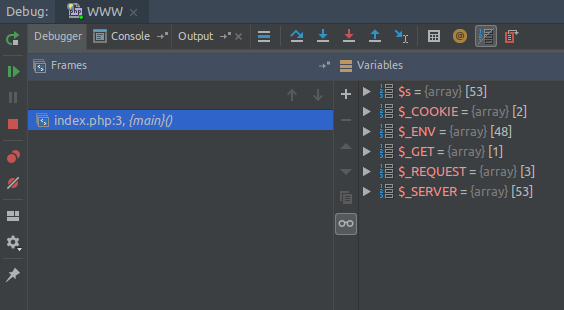 Debug: php WWW ×
Debugger Console Output ×
Frames
Variables
index.php:3, {main}()
$s = {array} [53]
$_COOKIE = {array} [2]
$_ENV = {array} [48]
$_GET = {array} [1]
$_REQUEST = {array} [3]
$_SERVER = {array} [53]